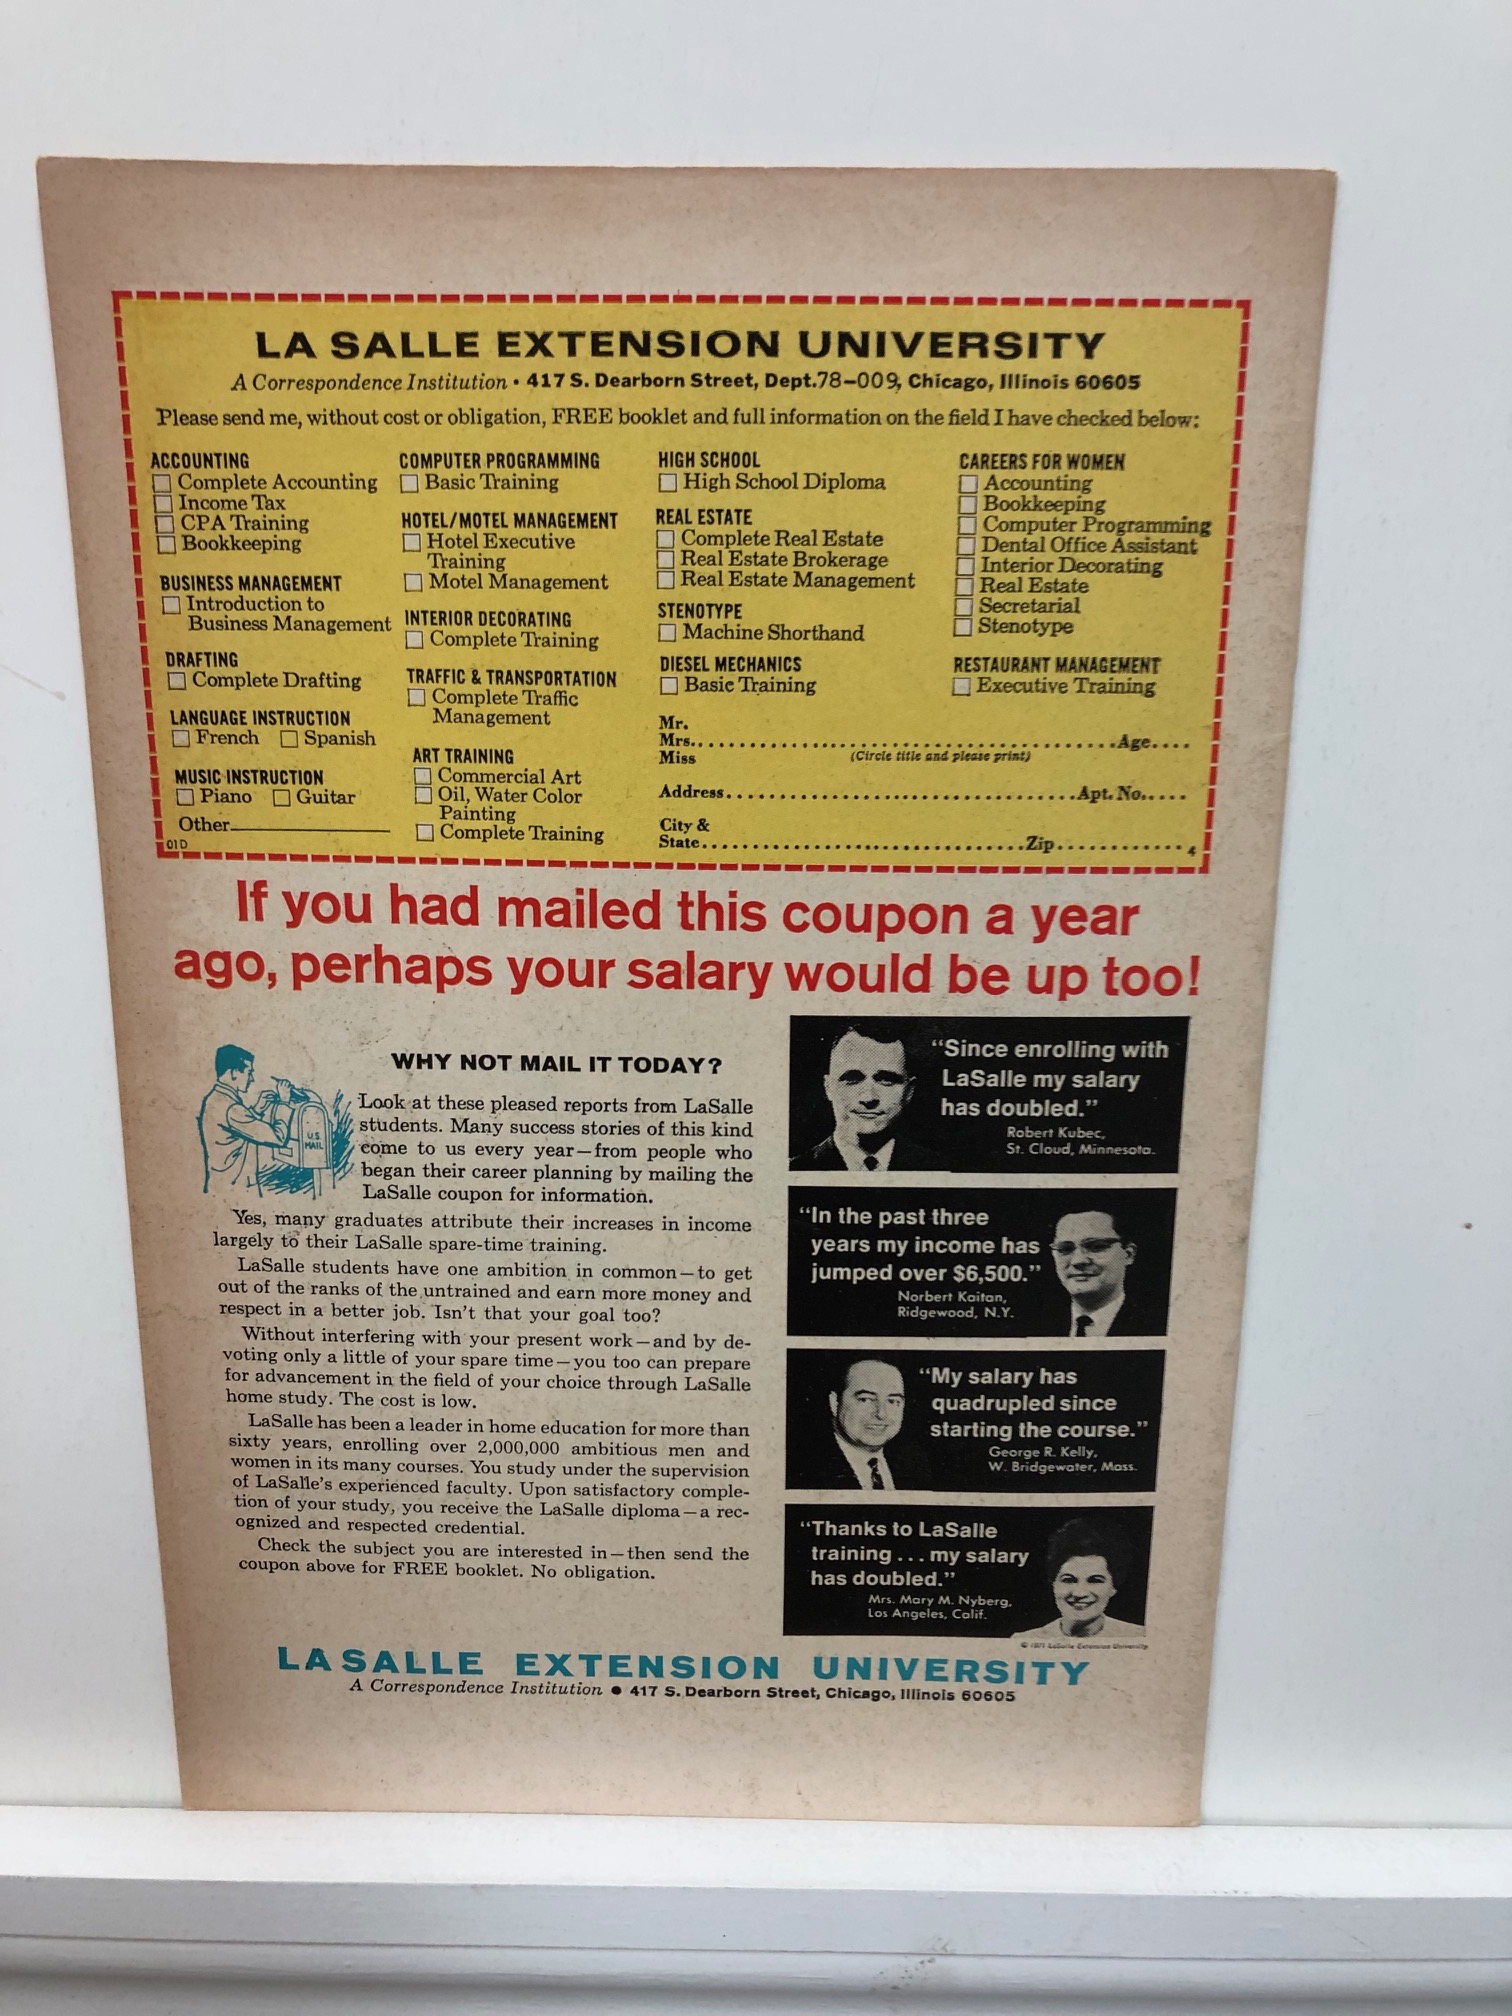 LA SALLE EXTENSION UNIVERSITY
A Correspondence Institution • 417 S. Dearborn Street, Dept. 78-009, Chicago, Illinois 60605
Please send me, without cost or obligation, FREE booklet and full information on the field I have checked below:
ACCOUNTING
Complete Accounting
Income Tax
CPA Training
Bookkeeping
BUSINESS MANAGEMENT
Introduction to
Business Management
DRAFTING
Complete Drafting
LANGUAGE INSTRUCTION
French Spanish
MUSIC INSTRUCTION
Piano Guitar
Other
01D
COMPUTER PROGRAMMING
Basic Training
HOTEL/MOTEL MANAGEMENT
Hotel Executive
Training
Motel Management
INTERIOR DECORATING
Complete Training
TRAFFIC & TRANSPORTATION
Complete Traffic
Management
ART TRAINING
Commercial Art
Oil, Water Color
Painting
Complete Training
HIGH SCHOOL
High School Diploma
REAL ESTATE
Complete Real Estate
Real Estate Brokerage
Real Estate Management
STENOTYPE
Machine Shorthand
DIESEL MECHANICS
Basic Training
CAREERS FOR WOMEN
Accounting
Bookkeeping
Computer Programming
Dental Office Assistant
Interior Decorating
Real Estate
Secretarial
Stenotype
RESTAURANT MANAGEMENT
Executive Training
Mr.
Mrs. Age
Miss (Circle title and please print)
Address Apt. No.
City &
State Zip 4
If you had mailed this coupon a year
ago, perhaps your salary would be up too!
WHY NOT MAIL IT TODAY?
U.S.
MAIL
Look at these pleased reports from LaSalle
students. Many success stories of this kind
come to us every year—from people who
began their career planning by mailing the
LaSalle coupon for information.
Yes, many graduates attribute their increases in income
largely to their LaSalle spare-time training.
LaSalle students have one ambition in common—to get
out of the ranks of the untrained and earn more money and
respect in a better job. Isn't that your goal too?
Without interfering with your present work—and by de-
voting only a little of your spare time—you too can prepare
for advancement in the field of your choice through LaSalle
home study. The cost is low.
LaSalle has been a leader in home education for more than
sixty years, enrolling over 2,000,000 ambitious men and
women in its many courses. You study under the supervision
of LaSalle's experienced faculty. Upon satisfactory comple-
tion of your study, you receive the LaSalle diploma—a rec-
ognized and respected credential.
Check the subject you are interested in—then send the
coupon above for FREE booklet. No obligation.
"Since enrolling with
LaSalle my salary
has doubled."
Robert Kubec,
St. Cloud, Minnesota.
"In the past three
years my income has
jumped over $6,500."
Norbert Kaitan,
Ridgewood, N.Y.
"My salary has
quadrupled since
starting the course."
George R. Kelly,
W. Bridgewater, Mass.
"Thanks to LaSalle
training ... my salary
has doubled."
Mrs. Mary M. Nyberg,
Los Angeles, Calif.
© 1971 LaSalle Extension University
LA SALLE EXTENSION UNIVERSITY
A Correspondence Institution • 417 S. Dearborn Street, Chicago, Illinois 60605